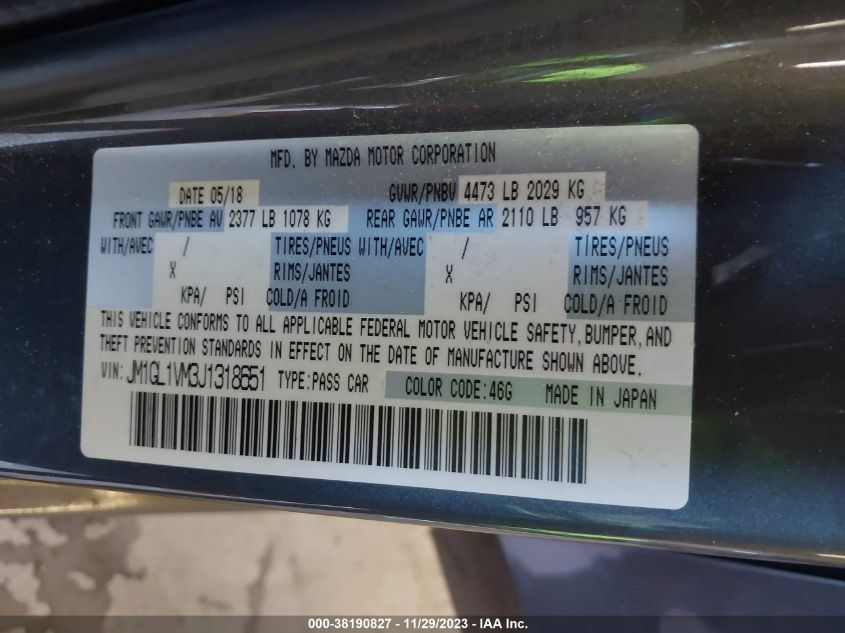 MFD. BY MAZDA MOTOR CORPORATION
DATE 05/18 GVWR/PNBV 4473 LB 2029 KG
FRONT GAWR/PNBE AV 2377 LB 1078 KG REAR GAWR/PNBE AR 2110 LB 957 KG
WITH/AVEC / TIRES/PNEUS WITH/AVEC / TIRES/PNEUS
X RIMS/JANTES X RIMS/JANTES
KPA/ PSI COLD/A FROID KPA/ PSI COLD/A FROID
THIS VEHICLE CONFORMS TO ALL APPLICABLE FEDERAL MOTOR VEHICLE SAFETY, BUMPER, AND
THEFT PREVENTION STANDARDS IN EFFECT ON THE DATE OF MANUFACTURE SHOWN ABOVE.
VIN: JM1GL1VM3J1318651 TYPE:PASS CAR COLOR CODE:46G MADE IN JAPAN
000-38190827 - 11/29/2023 - IAA Inc.